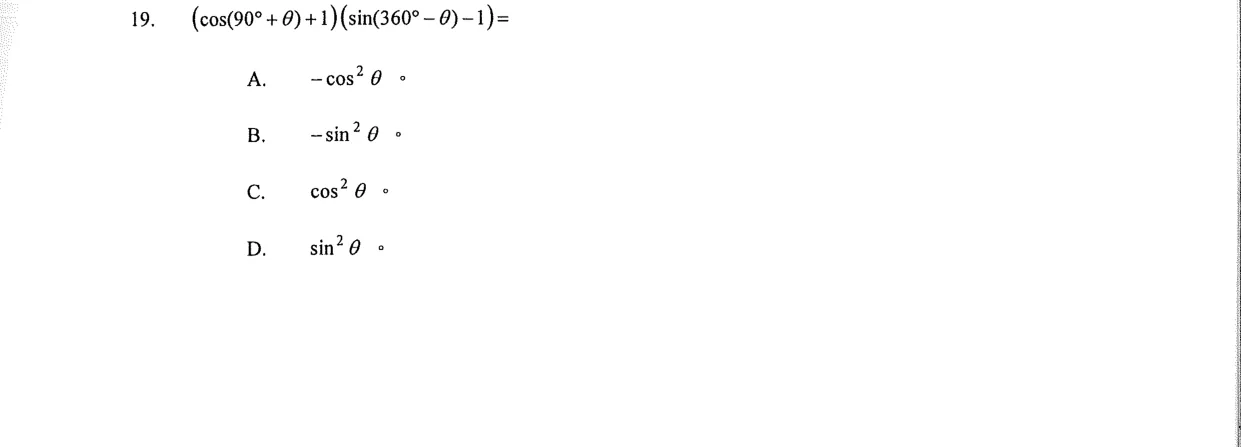 19. (cos(90° + θ) + 1)(sin(360° − θ) − 1) =
A. − cos² θ 。
B. − sin² θ 。
C. cos² θ 。
D. sin² θ 。